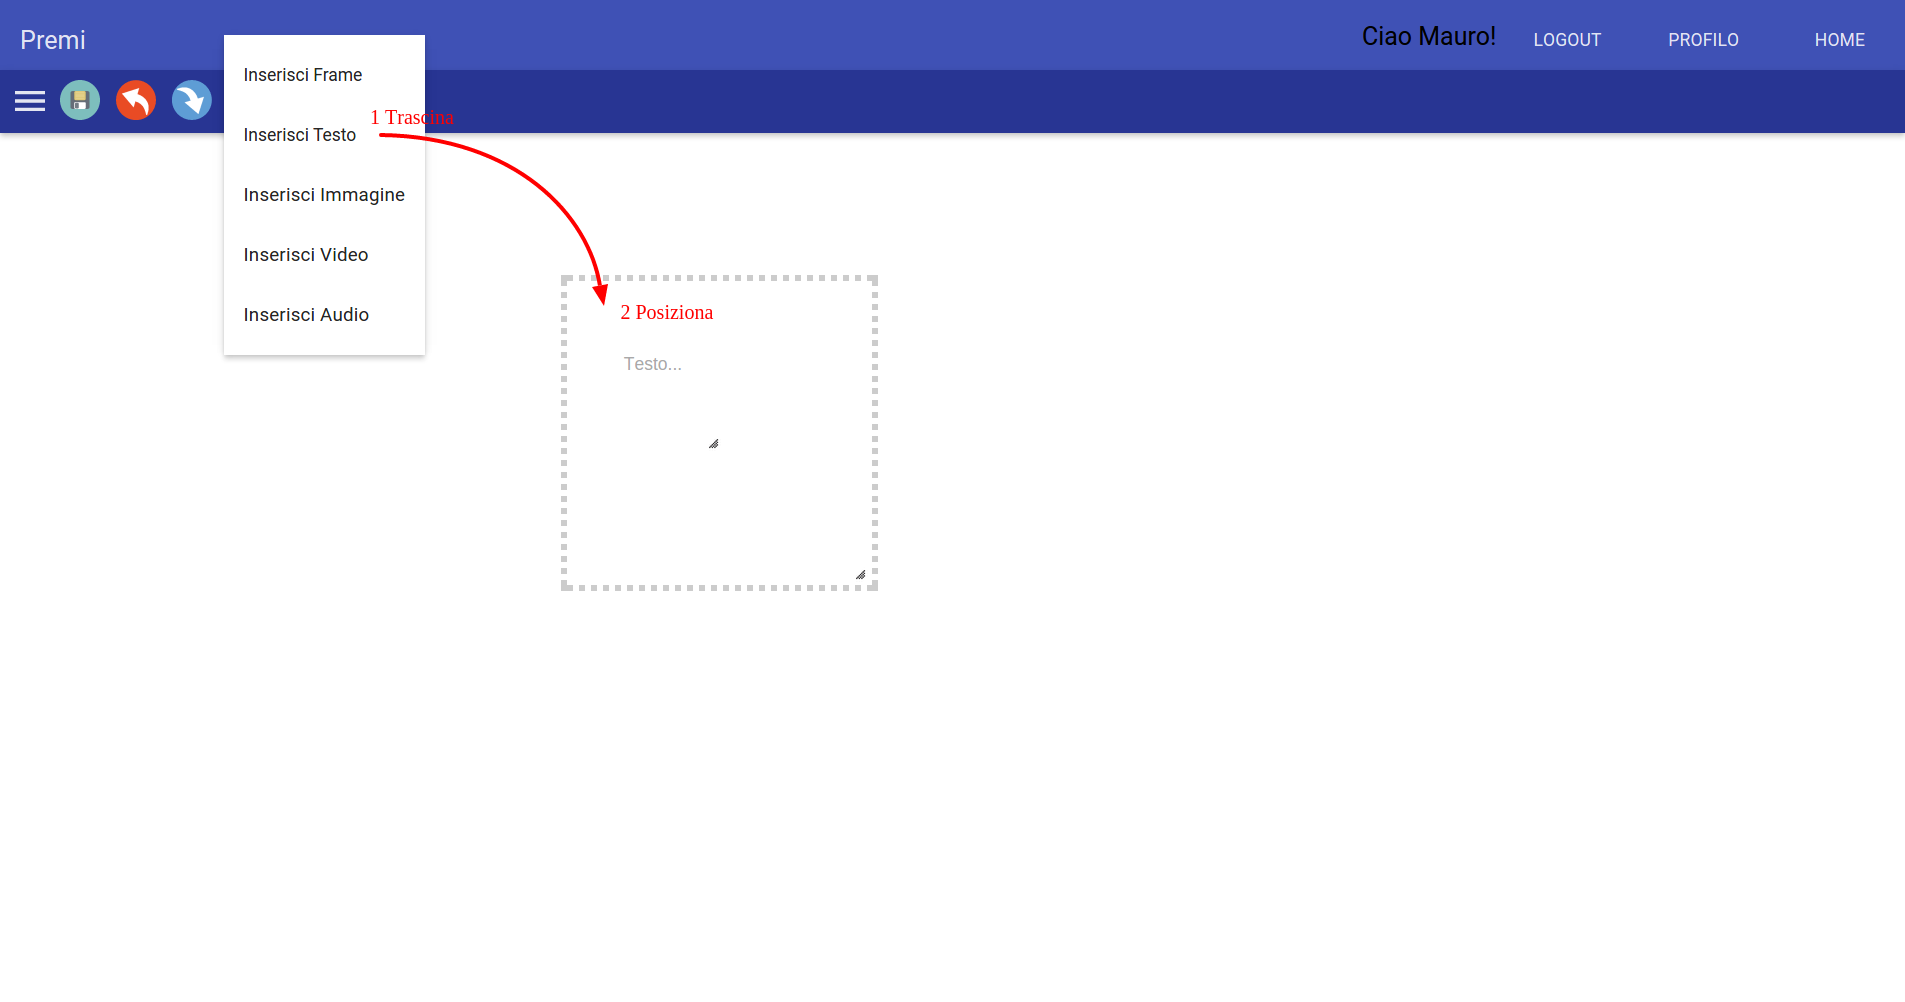 Premi
Ciao Mauro!
LOGOUT
PROFILO
HOME
Inserisci Frame
1 Trascina
Inserisci Testo
Inserisci Immagine
Inserisci Video
Inserisci Audio
2 Posiziona
Testo...